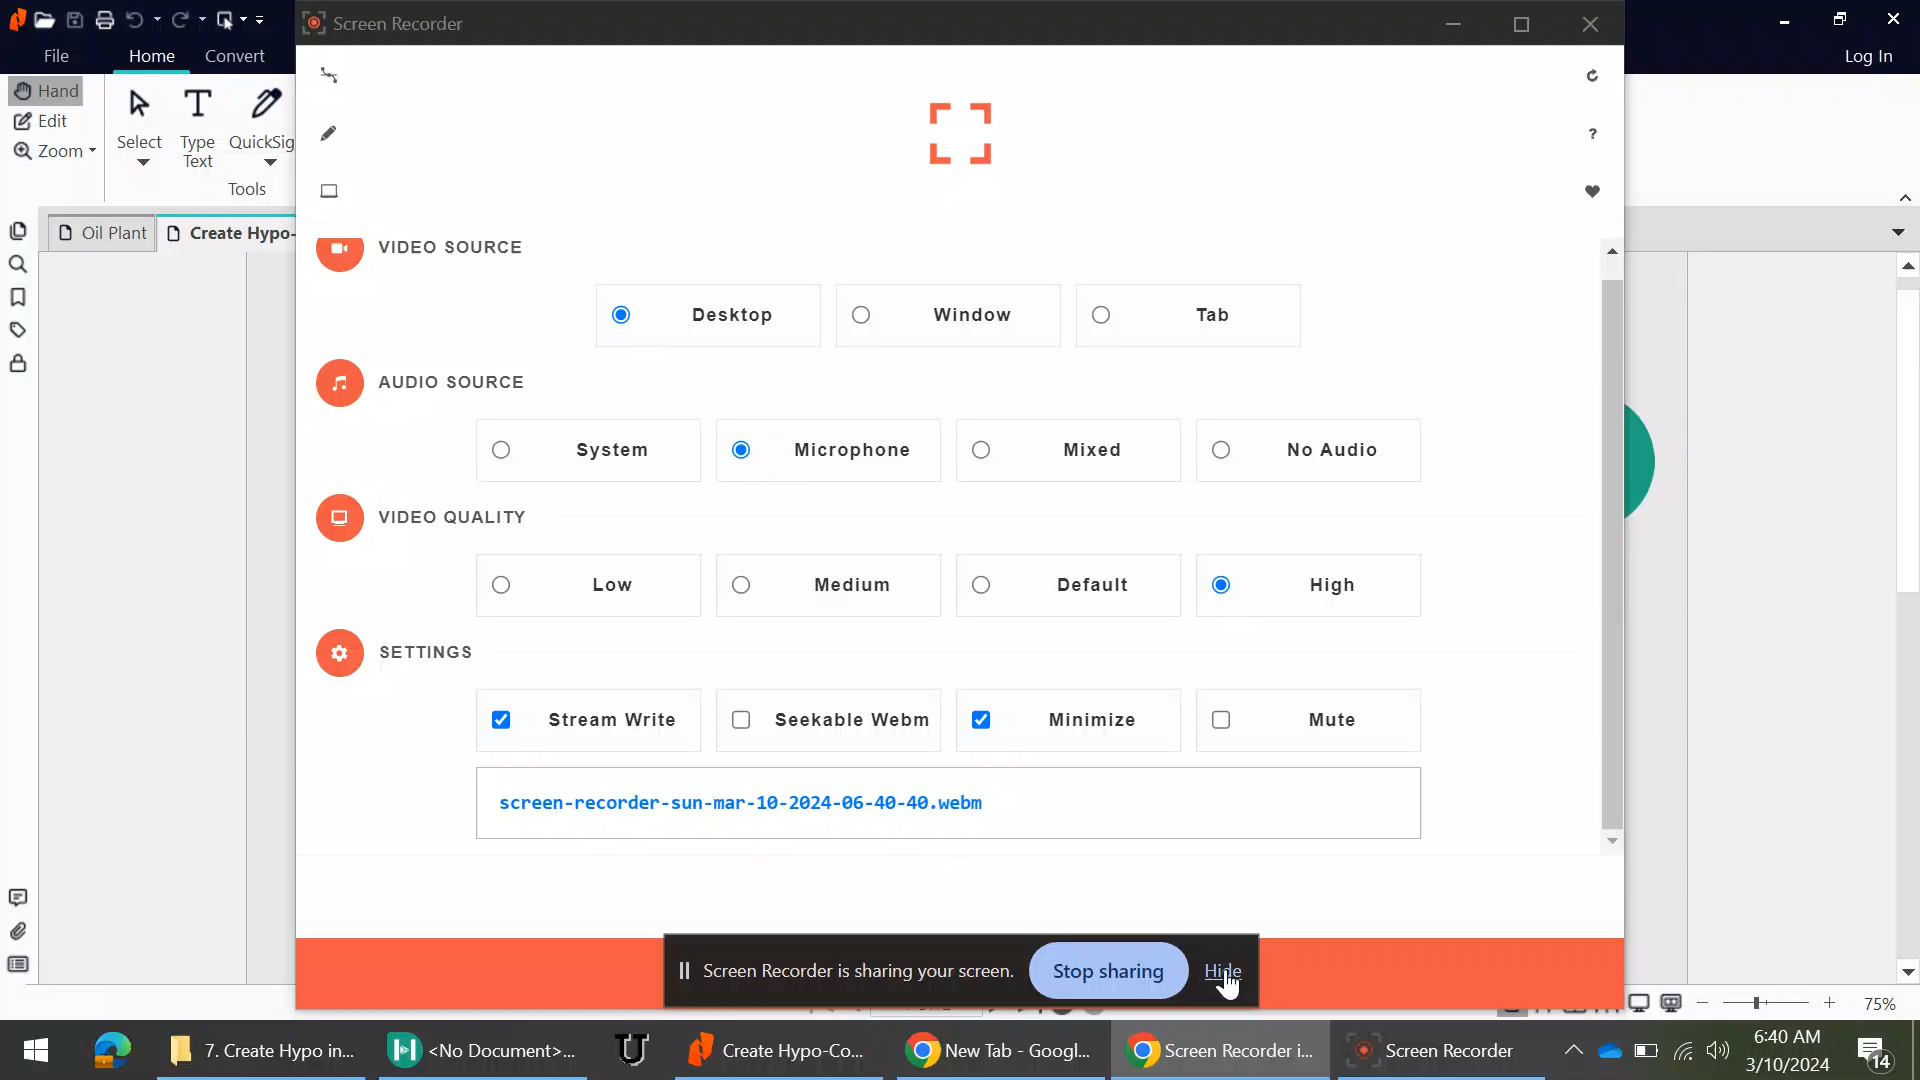 Screen Recorder
File
Home
Convert
Log In
Hand
Edit
Zoom
Select
Type
Text
QuickSig
Tools
Oil Plant
Create Hypo-
?
VIDEO SOURCE
Desktop
Window
Tab
AUDIO SOURCE
System
Microphone
Mixed
No Audio
VIDEO QUALITY
Low
Medium
Default
High
SETTINGS
Stream Write
Seekable Webm
Minimize
Mute
screen-recorder-sun-mar-10-2024-06-40-40.webm
Screen Recorder is sharing your screen.
Stop sharing
Hide
75%
7. Create Hypo in...
<No Document>...
Create Hypo-Co...
New Tab - Googl...
Screen Recorder i...
Screen Recorder
6:40 AM
3/10/2024
14